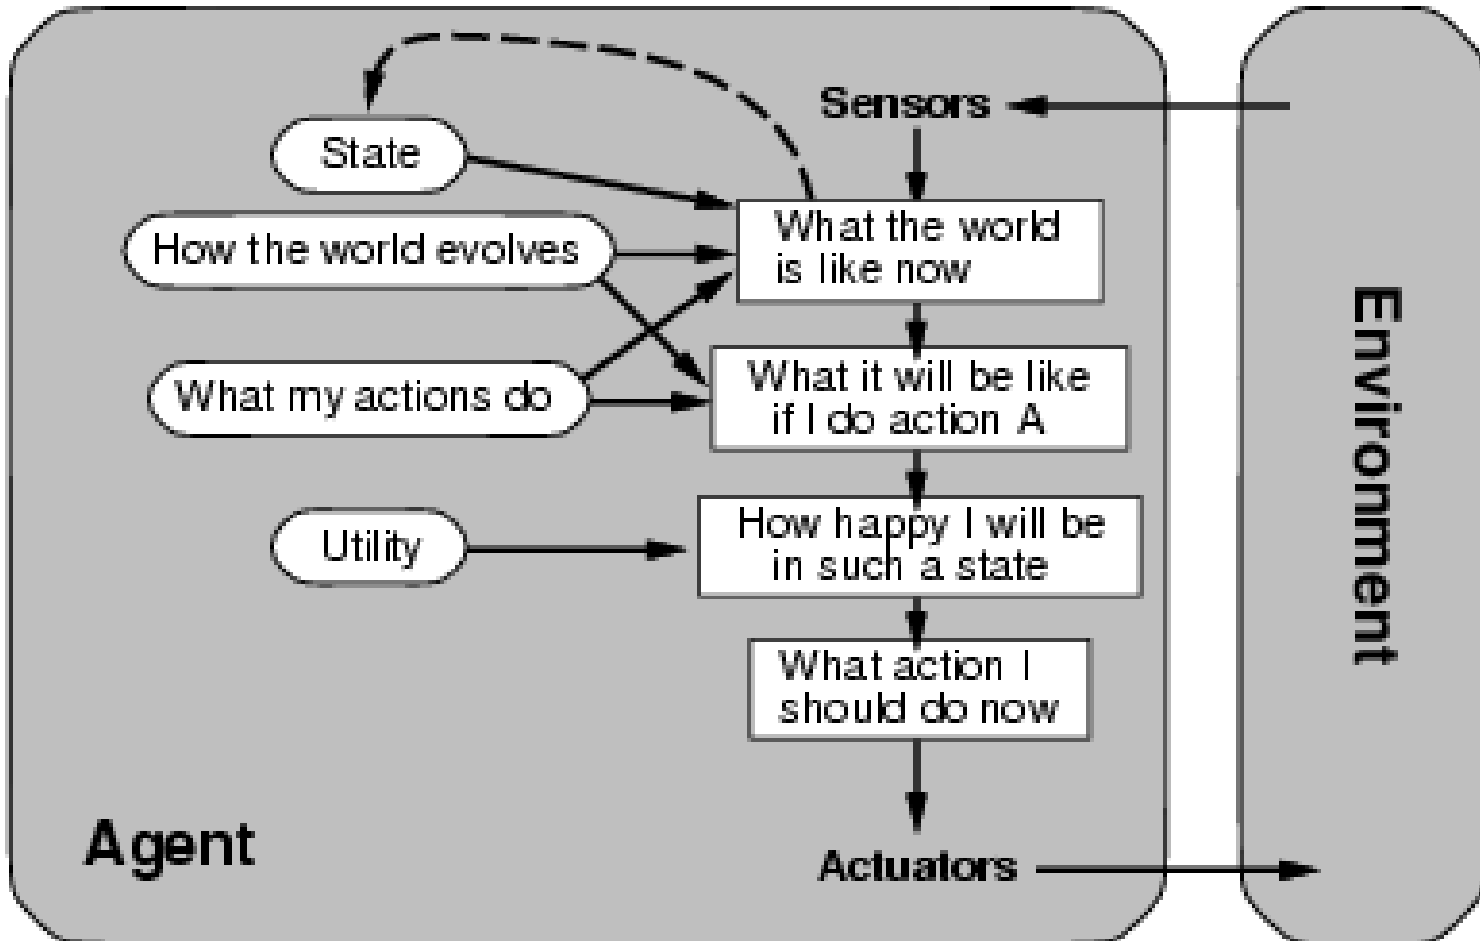 Sensors
State
What the world
is like now
How the world evolves
What it will be like
if I do action A
What my actions do
How happy I will be
in such a state
Utility
What action I
should do now
Agent
Actuators
Environment